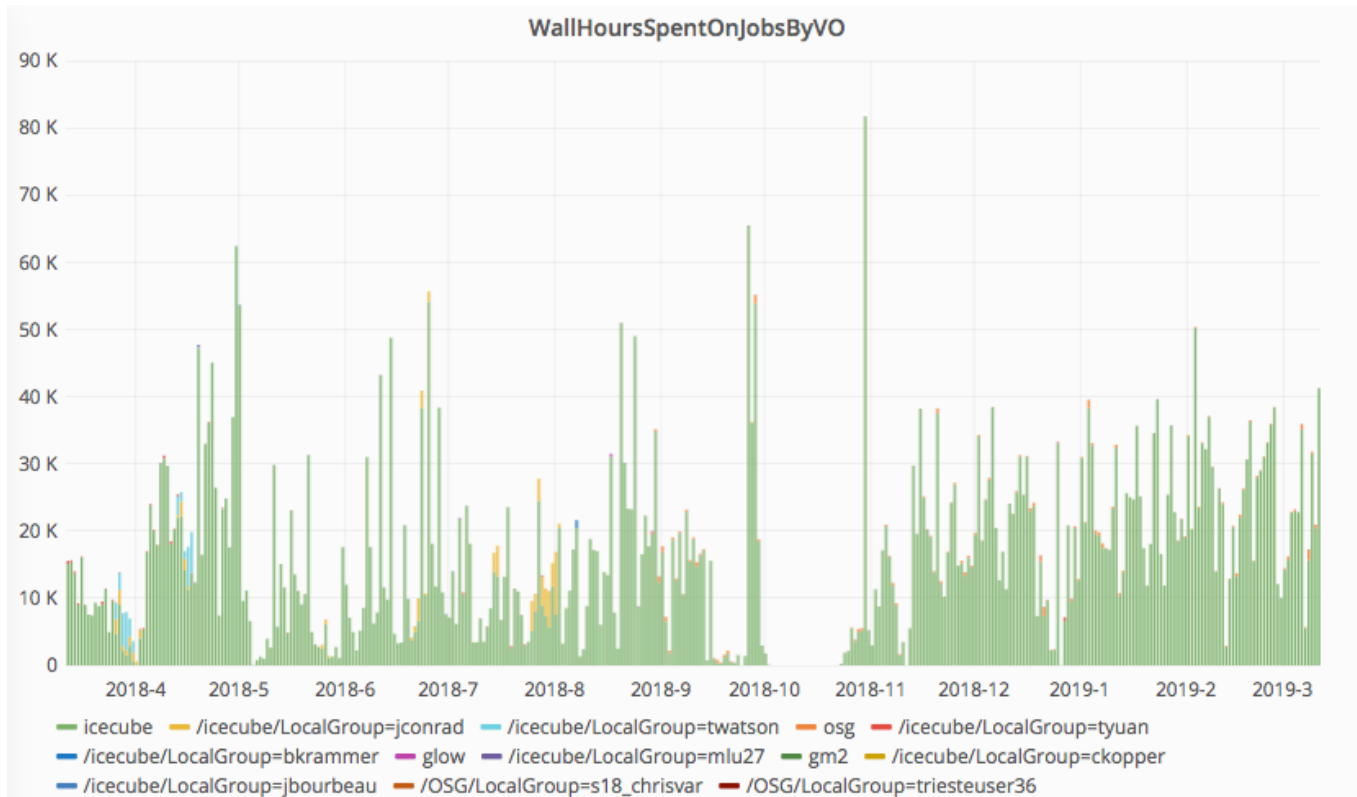 WallHoursSpentOnJobsByVO
90 K
80 K
70 K
60 K
50 K
40 K
30 K
20 K
10 K
0
2018-4 2018-5 2018-6 2018-7 2018-8 2018-9 2018-10 2018-11 2018-12 2019-1 2019-2 2019-3
icecube /icecube/LocalGroup=jconrad /icecube/LocalGroup=twatson osg /icecube/LocalGroup=tyuan
/icecube/LocalGroup=bkrammer glow /icecube/LocalGroup=mlu27 gm2 /icecube/LocalGroup=ckopper
/icecube/LocalGroup=jbourbeau /OSG/LocalGroup=s18_chrisvar /OSG/LocalGroup=triesteuser36